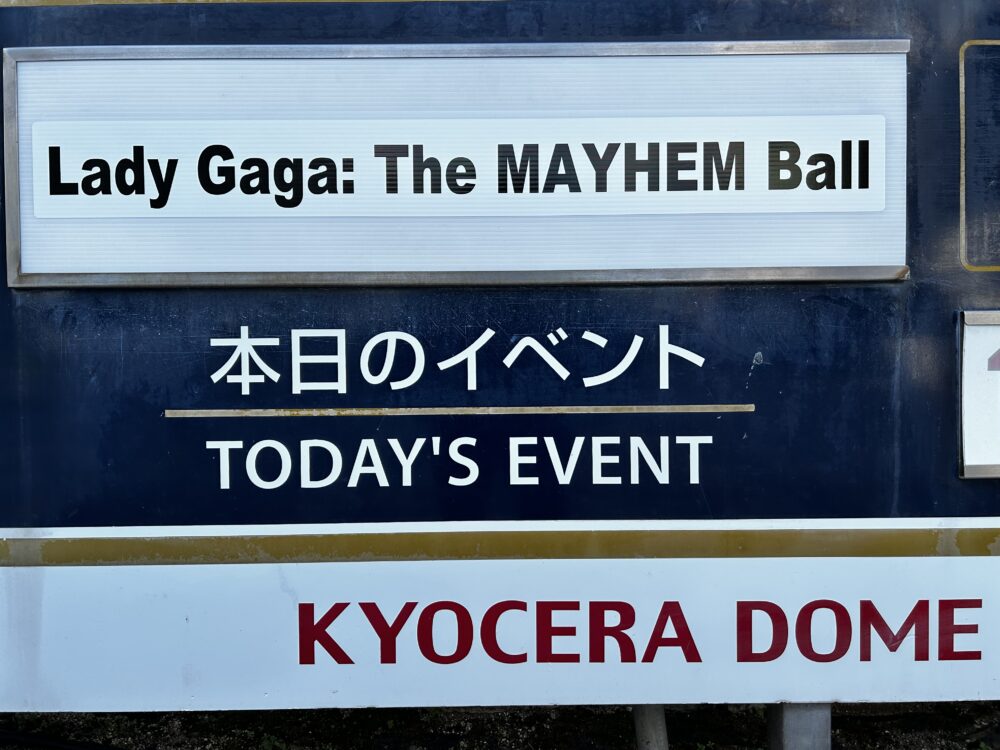 Lady Gaga: The MAYHEM Ball
本日のイベント
TODAY'S EVENT
KYOCERA DOME